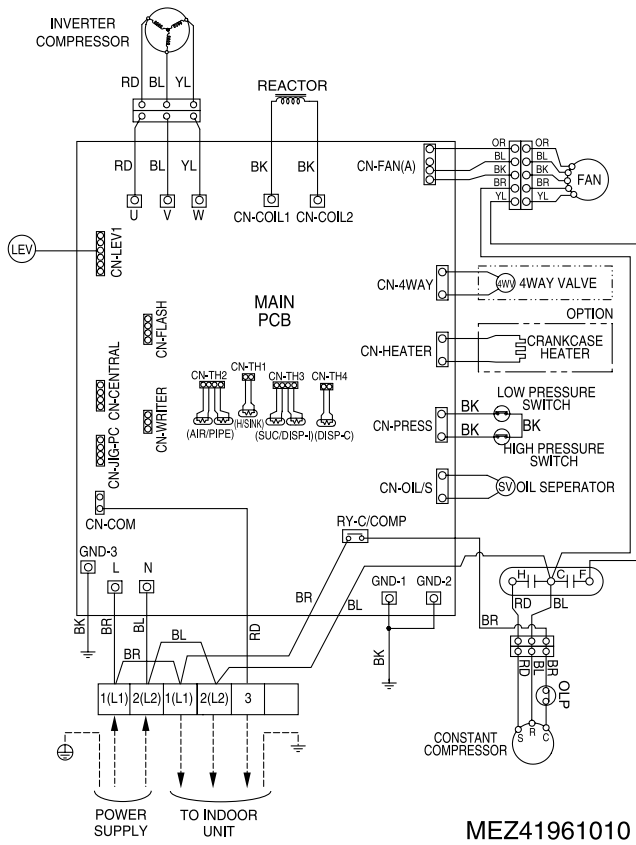 INVERTER
COMPRESSOR
RD BL YL
REACTOR
RD BL YL
BK BK
U V W
CN-COIL1 CN-COIL2
CN-FAN(A)
OR OR
BL BL
BK BK
BR BR
YL YL
FAN
LEV
CN-LEV1
CN-FLASH
MAIN
PCB
CN-4WAY
4WV
4WAY VALVE
OPTION
CN-HEATER
CRANKCASE
HEATER
CN-CENTRAL
CN-WRITER
CN-JIG-PC
CN-TH2 CN-TH1 CN-TH3 CN-TH4
(AIR/PIPE) (H/SINK) (SUC/DISP-I) (DISP-C)
LOW PRESSURE
SWITCH
CN-PRESS
BK
BK
BK
HIGH PRESSURE
SWITCH
CN-OIL/S
SV
OIL SEPERATOR
CN-COM
RY-C/COMP
GND-3
L N
GND-1 GND-2
H C F
RD BL
BK
BR
BL
BL
BR
RD
BR
BL
BK
BR
RD
BL
BR
OLP
S R C
CONSTANT
COMPRESSOR
1(L1) 2(L2) 1(L1) 2(L2) 3
POWER
SUPPLY
TO INDOOR
UNIT
MEZ41961010